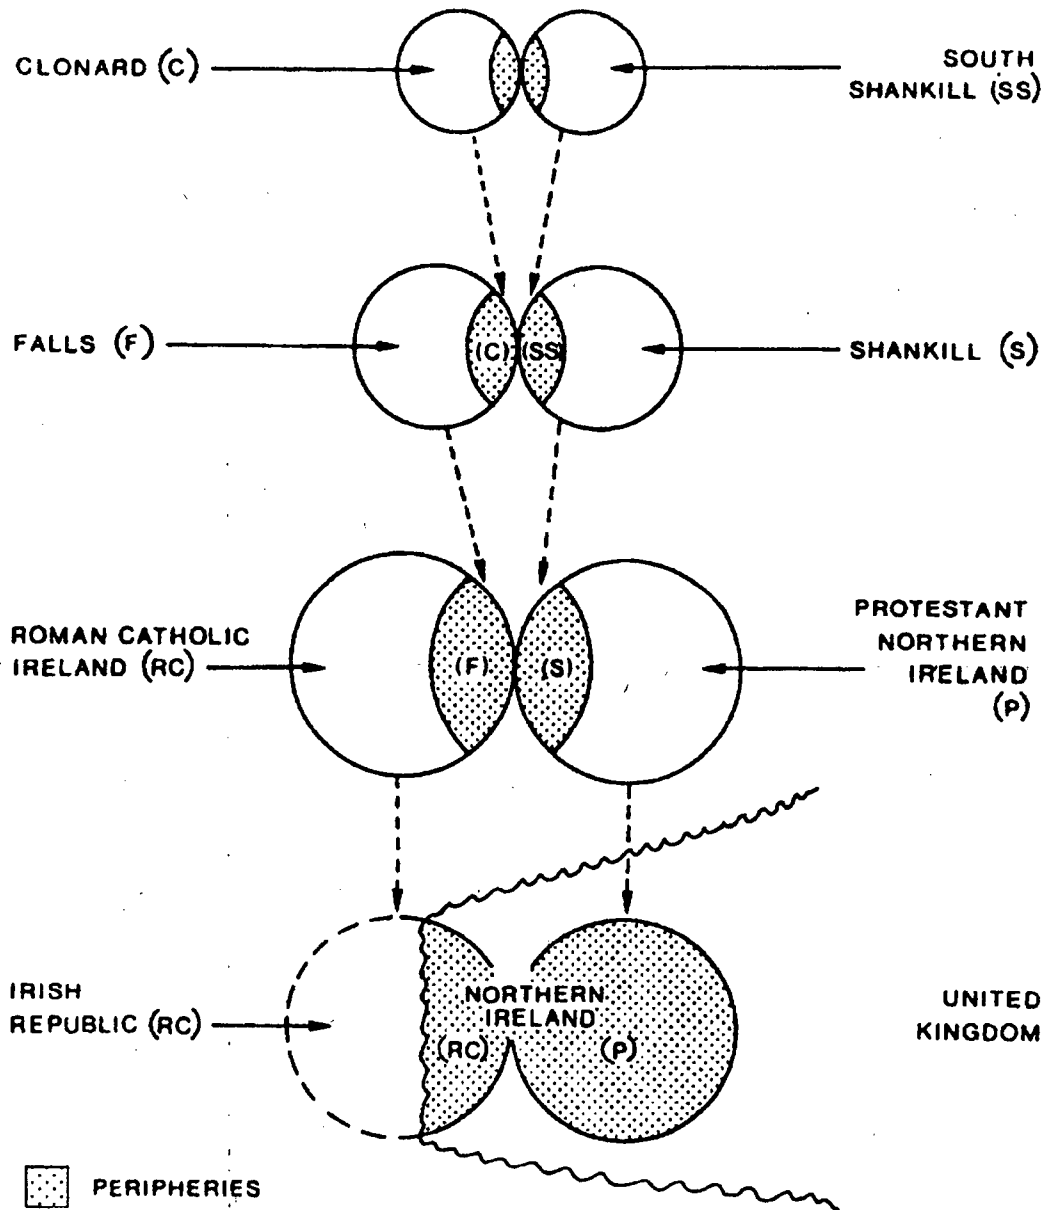 CLONARD (C)
SOUTH
SHANKILL (SS)
FALLS (F)
(C)
(SS)
SHANKILL (S)
ROMAN CATHOLIC
IRELAND (RC)
(F)
(S)
PROTESTANT
NORTHERN
IRELAND
(P)
IRISH
REPUBLIC (RC)
NORTHERN
IRELAND
(RC)
(P)
UNITED
KINGDOM
PERIPHERIES